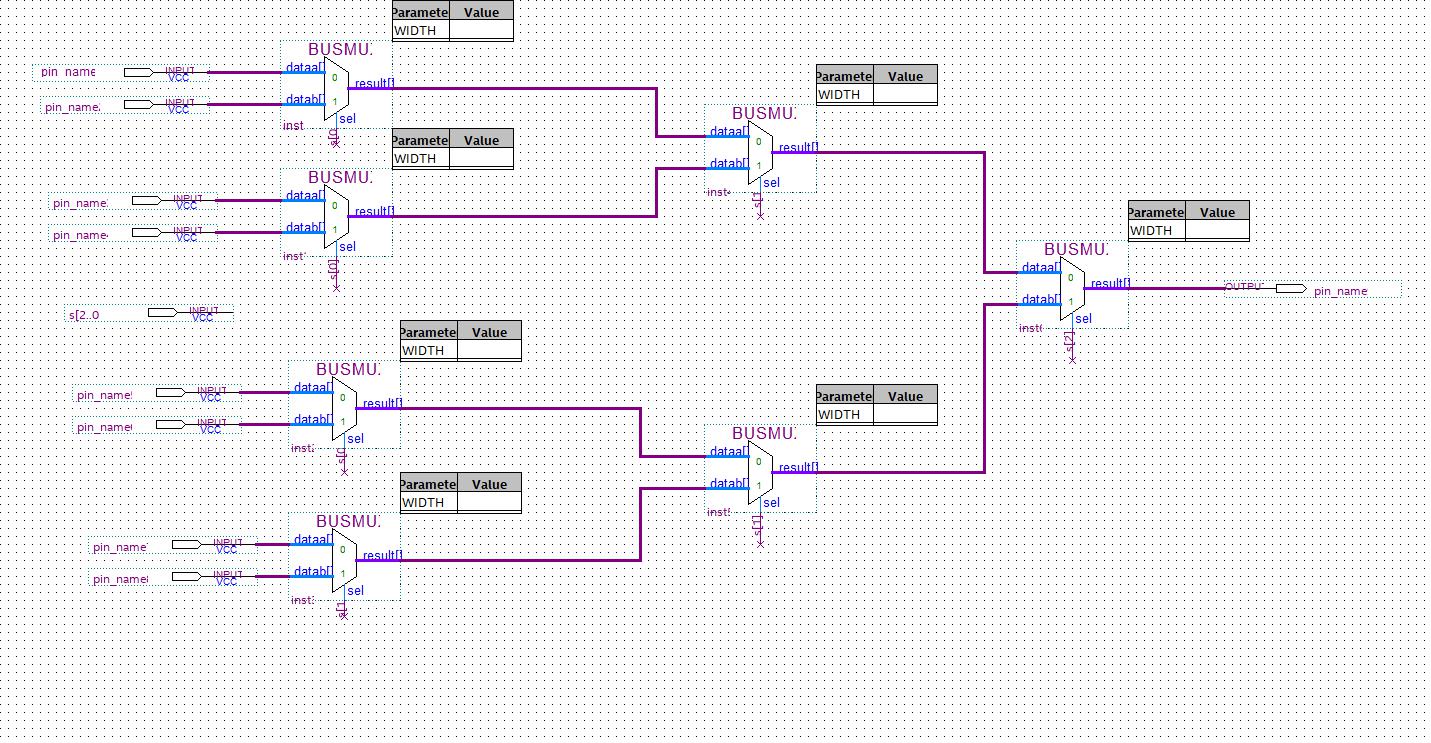 Paramete Value
WIDTH
BUSMU.
pin_name INPUT VCC dataa[] 0 result[]
pin_name. INPUT VCC datab[] 1
inst sel
s[0
Paramete Value
WIDTH
BUSMU.
pin_name INPUT VCC dataa[] 0 result[]
pin_name INPUT VCC datab[] 1
inst sel
s[0]
Paramete Value
WIDTH
BUSMU.
dataa[] 0 result[]
datab[] 1
inst sel
s[1
Paramete Value
WIDTH
BUSMU.
dataa[] 0 result[] OUTPU pin_name
datab[] 1
inst sel
s[2]
s[2..0 INPUT VCC
Paramete Value
WIDTH
BUSMU.
pin_name INPUT VCC dataa[] 0 result[]
pin_name INPUT VCC datab[] 1
inst sel
s[0
Paramete Value
WIDTH
BUSMU.
dataa[] 0 result[]
datab[] 1
inst sel
s[1]
Paramete Value
WIDTH
BUSMU.
pin_name INPUT VCC dataa[] 0 result[]
pin_name INPUT VCC datab[] 1
inst sel
s[1